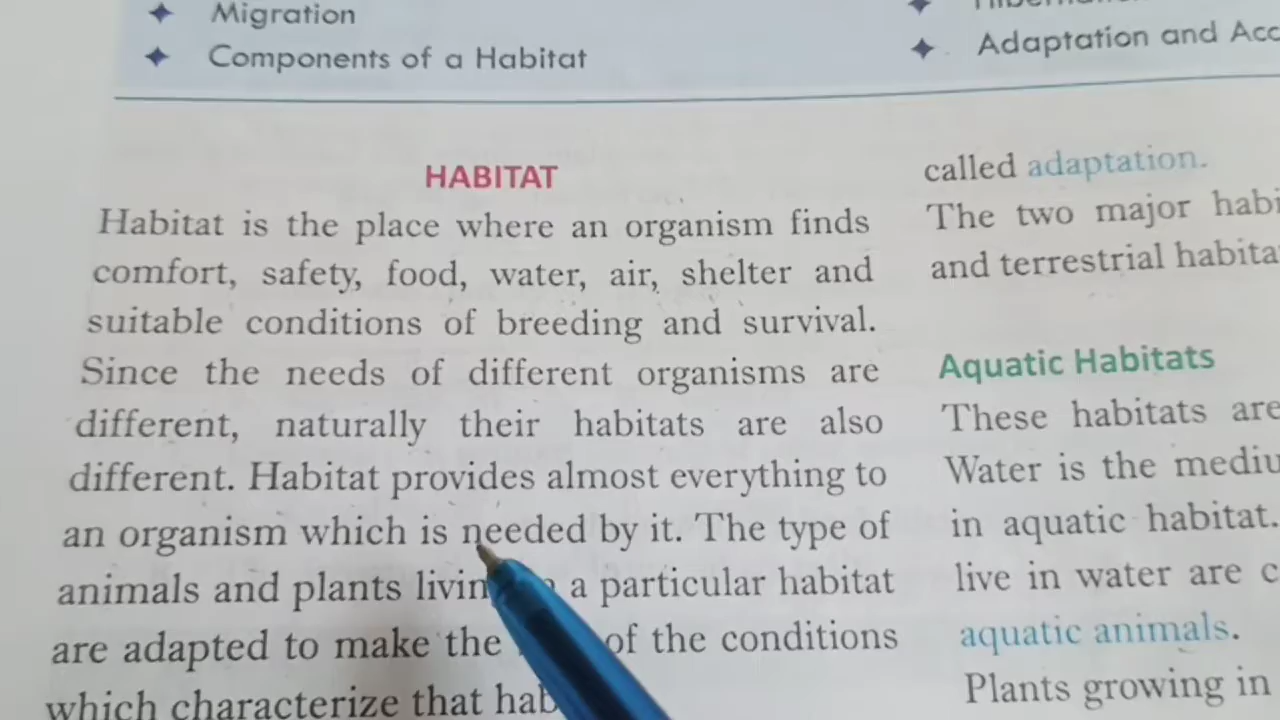 Migration
Components of a Habitat
Adaptation and Acc
HABITAT
Habitat is the place where an organism finds
comfort, safety, food, water, air, shelter and
suitable conditions of breeding and survival.
Since the needs of different organisms are
different, naturally their habitats are also
different. Habitat provides almost everything to
an organism which is needed by it. The type of
animals and plants livin a particular habitat
are adapted to make the of the conditions
which characterize that hab
called adaptation.
The two major habi
and terrestrial habita
Aquatic Habitats
These habitats are
Water is the mediu
in aquatic habitat.
live in water are c
aquatic animals.
Plants growing in